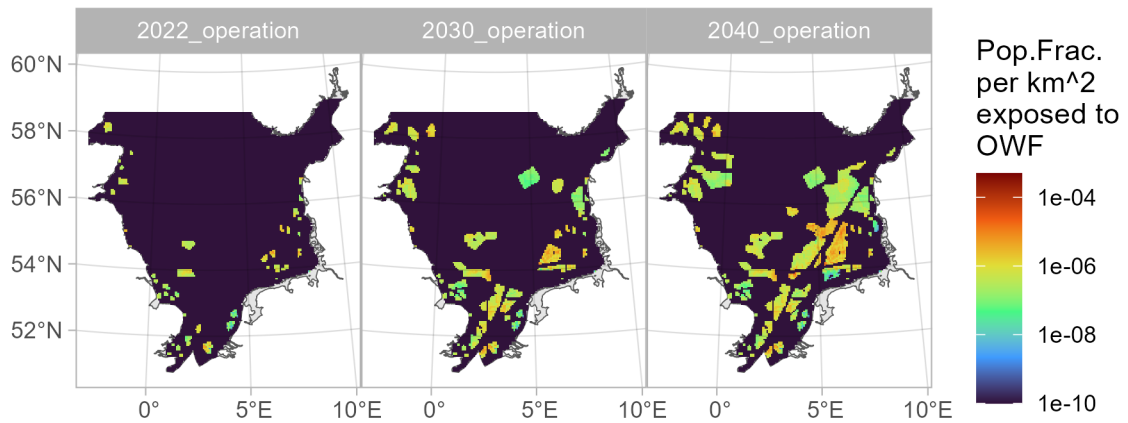 2022_operation 2030_operation 2040_operation
60°N
58°N
56°N
54°N
52°N
0° 5°E 10°E 0° 5°E 10°E 0° 5°E 10°E
Pop.Frac.
per km^2
exposed to
OWF
1e-04
1e-06
1e-08
1e-10